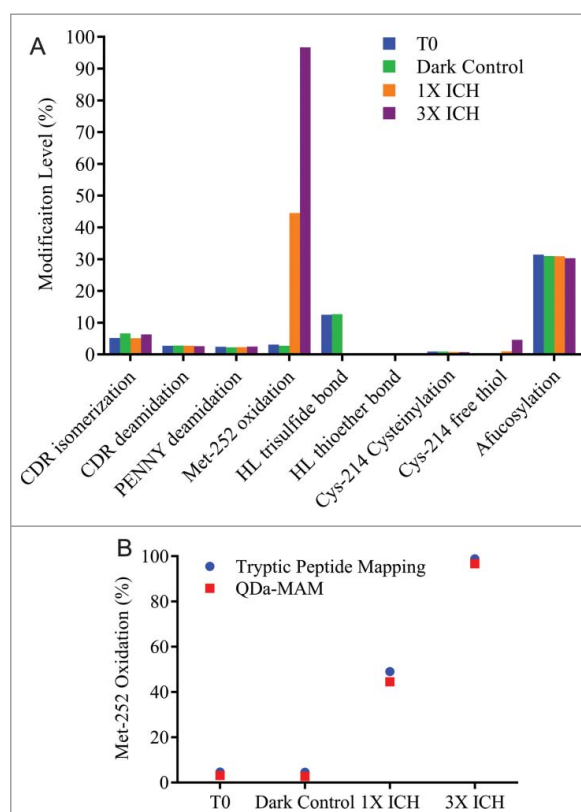 A
T0
Dark Control
1X ICH
3X ICH
Modificaiton Level (%)
100
90
80
70
60
50
40
30
20
10
0
CDR isomerization
CDR deamidation
PENNY deamidation
Met-252 oxidation
HL trisulfide bond
HL thioether bond
Cys-214 Cysteinylation
Cys-214 free thiol
Afucosylation
B
Tryptic Peptide Mapping
QDa-MAM
Met-252 Oxidation (%)
100
80
60
40
20
0
T0 Dark Control 1X ICH 3X ICH